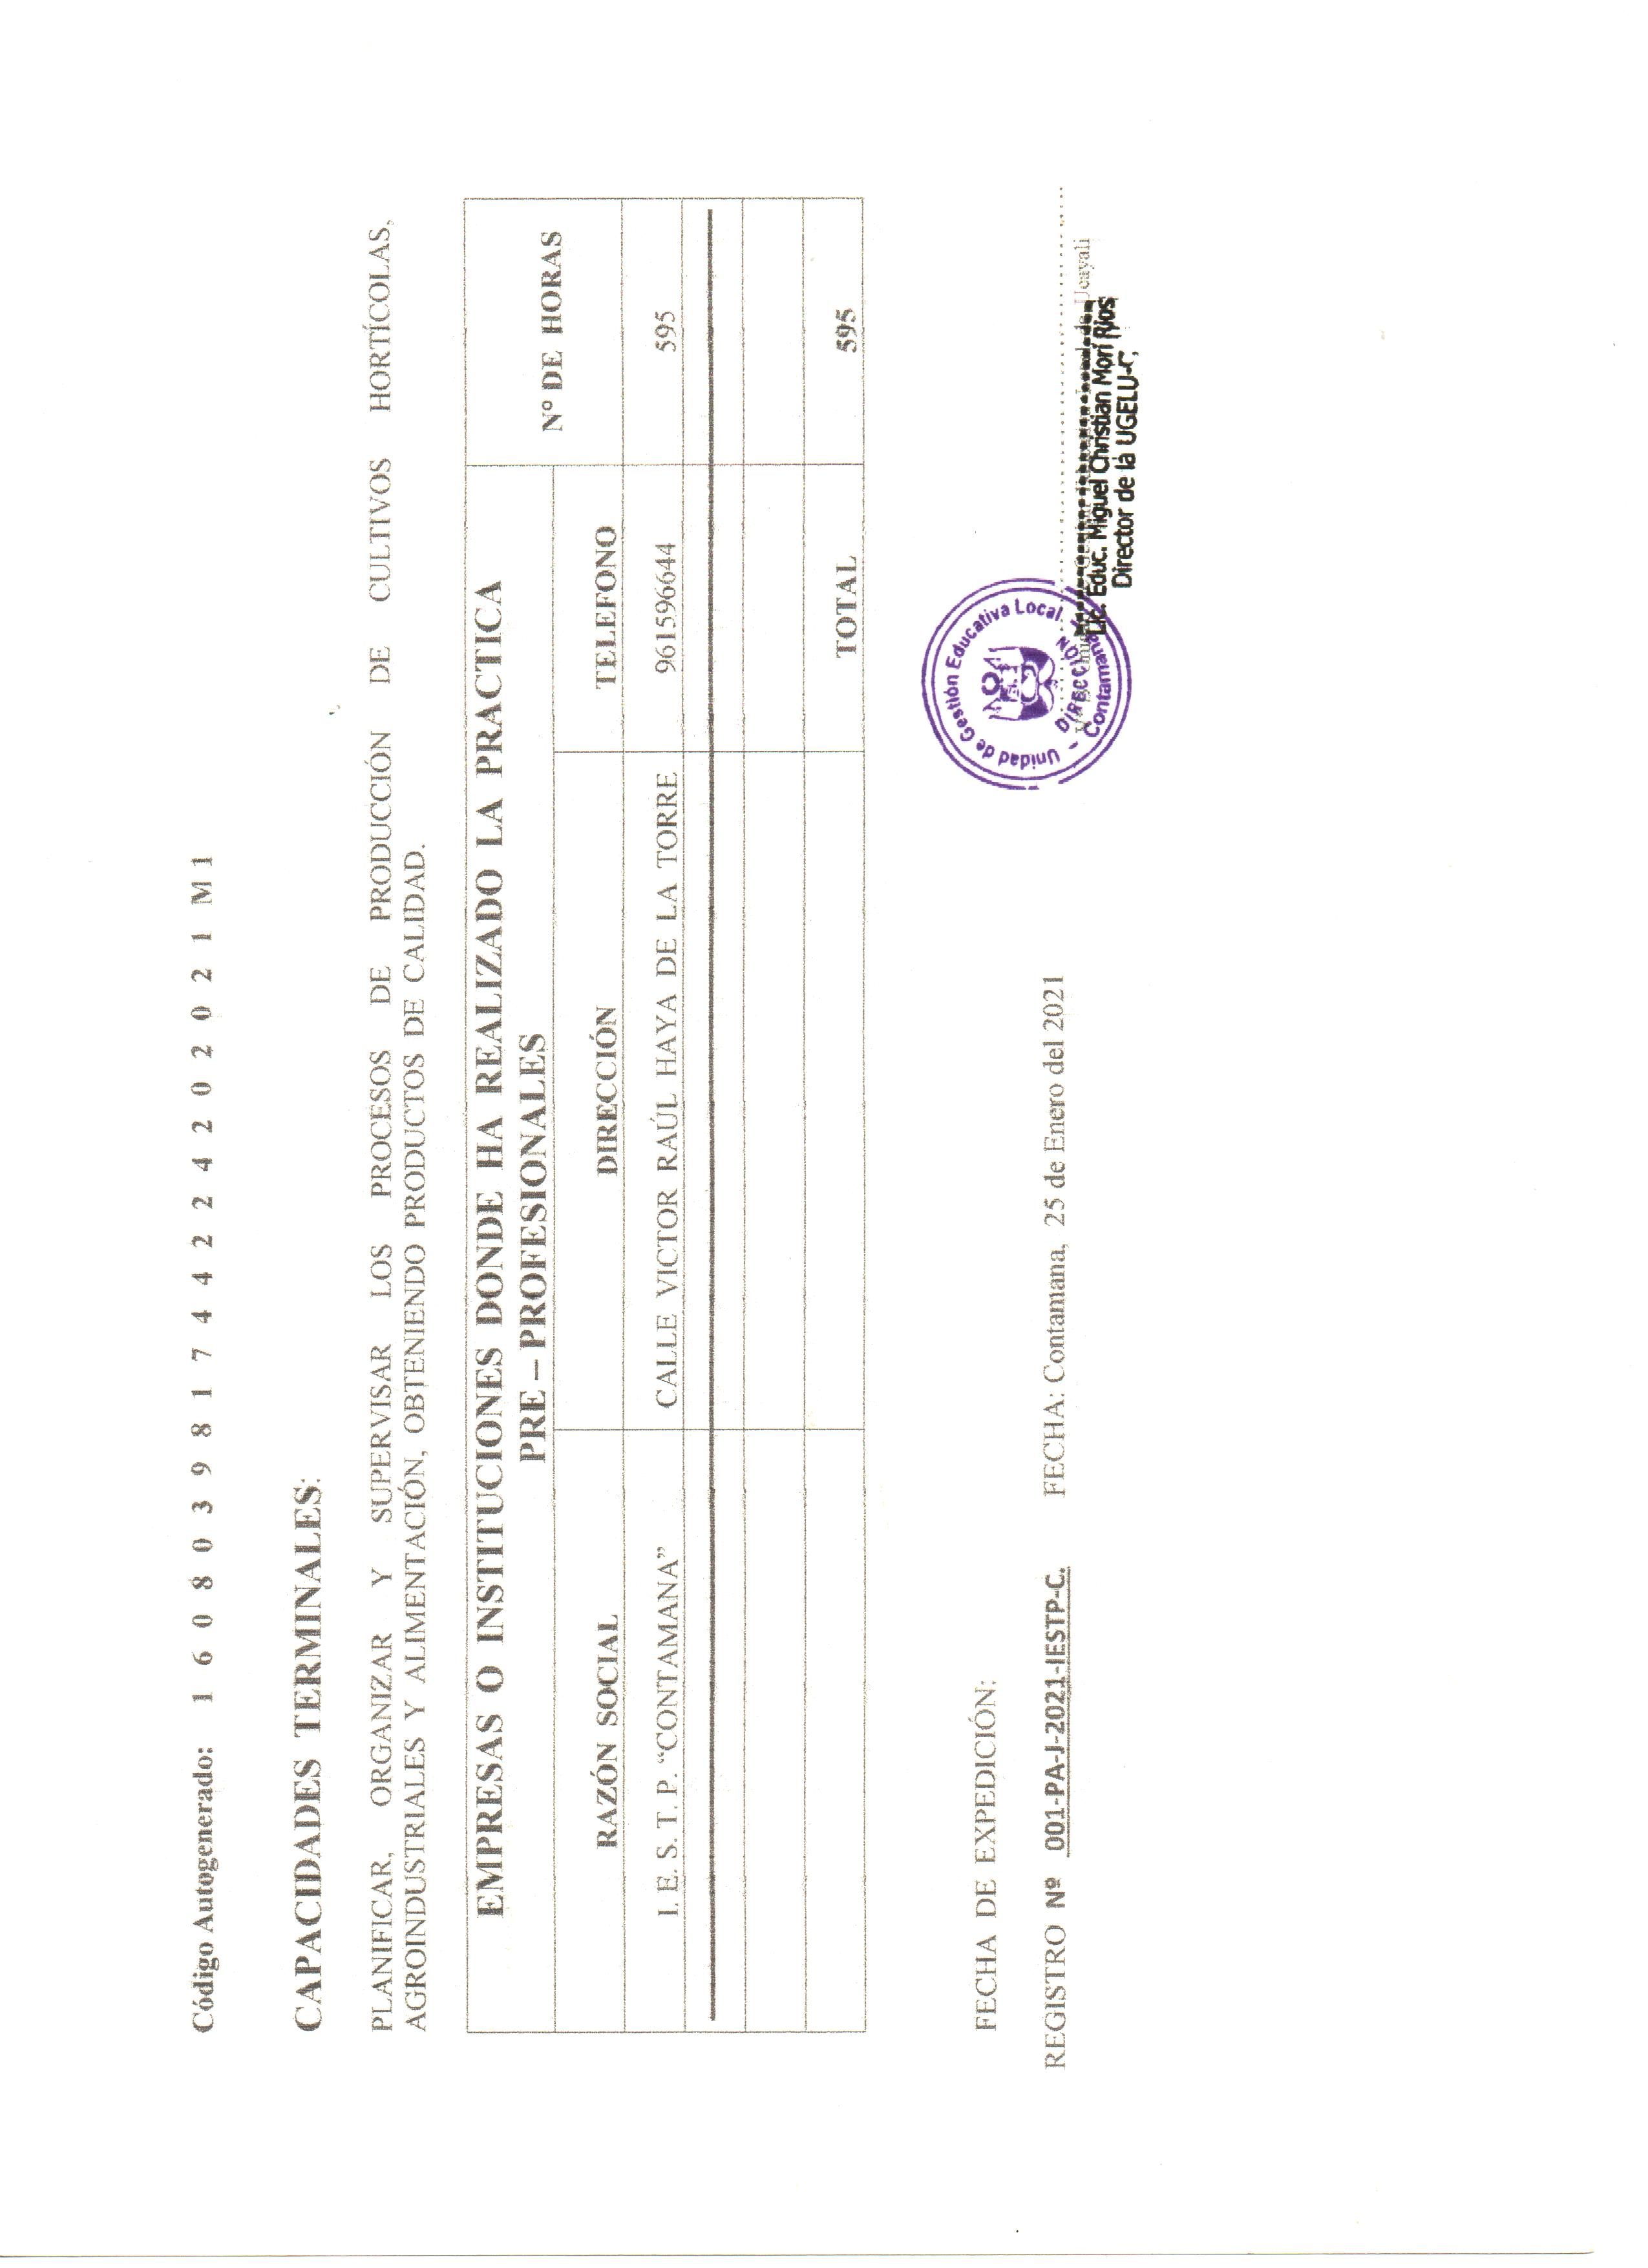 Código Autogenerado: 1 6 0 8 0 3 9 8 1 7 4 4 2 2 4 2 0 2 0 2 1 M 1
CAPACIDADES TERMINALES:
PLANIFICAR, ORGANIZAR Y SUPERVISAR LOS PROCESOS DE PRODUCCIÓN DE CULTIVOS HORTÍCOLAS,
AGROINDUSTRIALES Y ALIMENTACIÓN, OBTENIENDO PRODUCTOS DE CALIDAD.
EMPRESAS O INSTITUCIONES DONDE HA REALIZADO LA PRACTICA
PRE – PROFESIONALES
Nº DE HORAS
RAZÓN SOCIAL DIRECCIÓN TELEFONO
I. E. S. T. P. “CONTAMANA” CALLE VICTOR RAÚL HAYA DE LA TORRE 961596644 595
TOTAL 595
FECHA DE EXPEDICIÓN:
REGISTRO Nº 001-PA-J-2021-IESTP-C. FECHA: Contamana, 25 de Enero del 2021
Unidad de Gestión Educativa Local
DIRECCIÓN
Contamana
Ucayali
Lic. Educ. Miguel Christian Mori Ríos
Director de la UGELU-C,